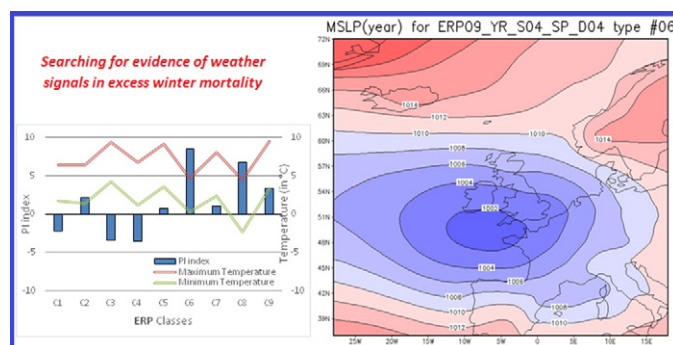 Searching for evidence of weather
signals in excess winter mortality
10
5
0
-5
-10
PI index
10
5
0
-5
-10
Temperature (in °C)
PI index
Maximum Temperature
Minimum Temperature
C1 C2 C3 C4 C5 C6 C7 C8 C9
ERP Classes
MSLP(year) for ERP09_YR_S04_SP_D04 type #06
72N
69N
66N
63N
60N
57N
54N
51N
48N
45N
42N
39N
1014
1012
1010
1008
1006
1004
1002
1014
1004
1006
1008
1008
1010
1010
1012
25W 20W 15W 10W 5W 0 5E 10E 15E